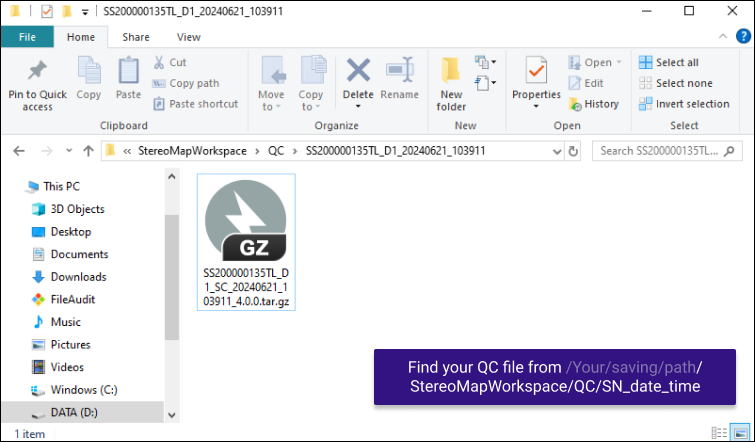 SS200000135TL_D1_20240621_103911
File Home Share View
Pin to Quick access
Copy
Paste
Cut
Copy path
Paste shortcut
Clipboard
Move to
Copy to
Delete
Rename
Organize
New folder
New
Properties
Open
Edit
History
Open
Select all
Select none
Invert selection
Select
« StereoMapWorkspace > QC > SS200000135TL_D1_20240621_103911
Search SS200000135TL...
This PC
3D Objects
Desktop
Documents
Downloads
FileAudit
Music
Pictures
Videos
Windows (C:)
DATA (D:)
GZ
SS200000135TL_D
1_SC_20240621_1
03911_4.0.0.tar.gz
Find your QC file from /Your/saving/path/
StereoMapWorkspace/QC/SN_date_time
1 item